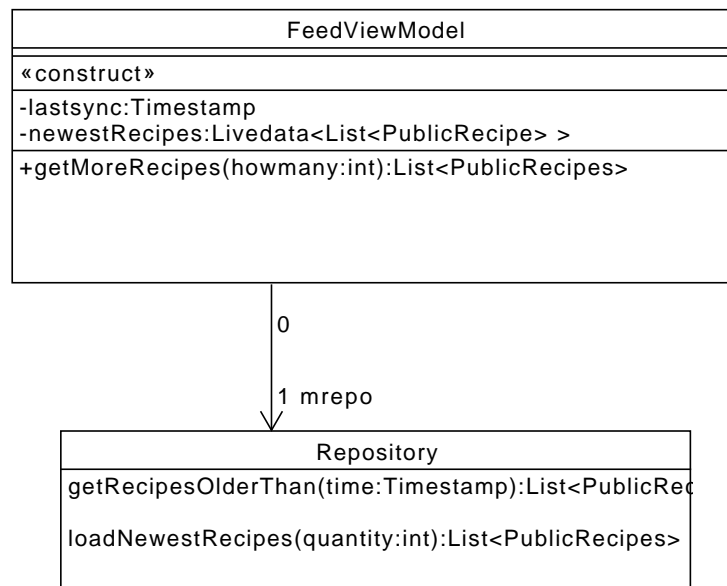 FeedViewModel
«construct»
-lastsync:Timestamp
-newestRecipes:Livedata<List<PublicRecipe> >
+getMoreRecipes(howmany:int):List<PublicRecipes>
0
1 mrepo
Repository
getRecipesOlderThan(time:Timestamp):List<PublicRec
loadNewestRecipes(quantity:int):List<PublicRecipes>